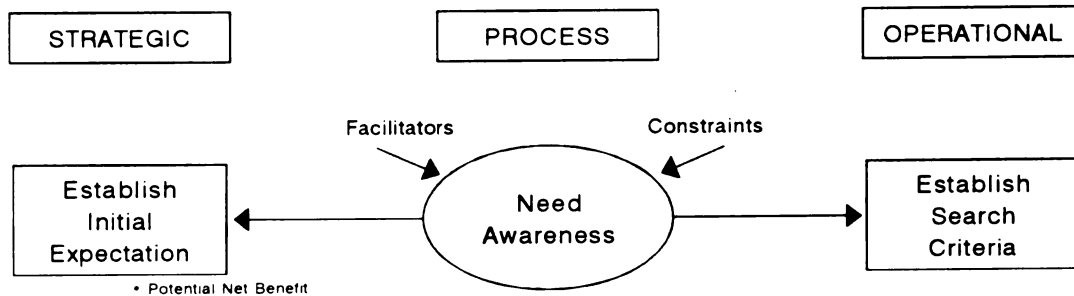 STRATEGIC
PROCESS
OPERATIONAL
Facilitators
Constraints
Establish
Initial
Expectation
Need
Awareness
Establish
Search
Criteria
• Potential Net Benefit